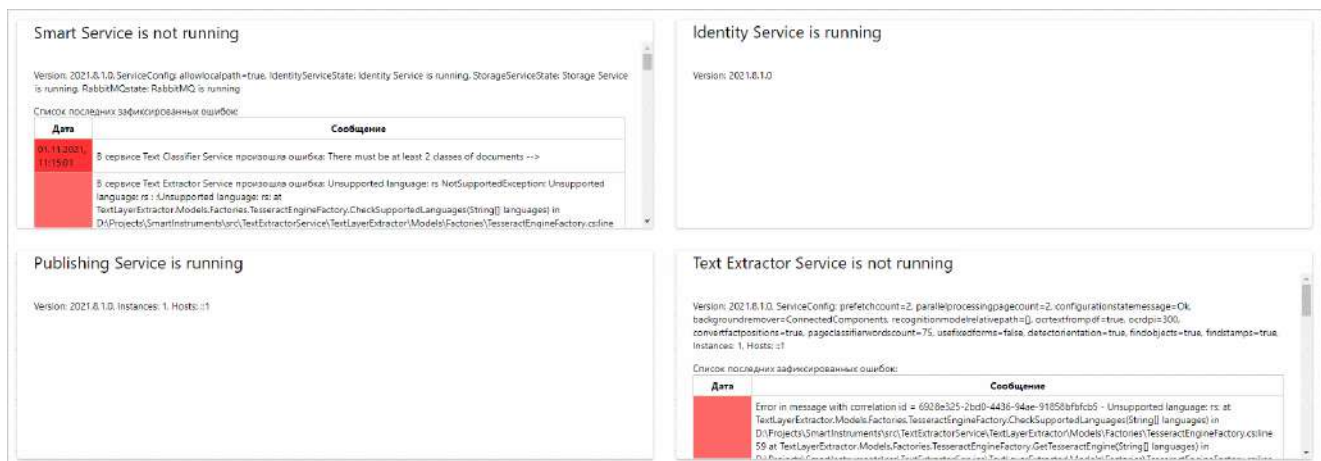 Smart Service is not running
Version: 2021.8.1.0, ServiceConfig: allowlocalpath=true, IdentityServiceState: Identity Service is running, StorageServiceState: Storage Service
is running, RabbitMQstate: RabbitMQ is running
Список последних зафиксированных ошибок:
Дата Сообщение
01.11.2021,
11:15:01
В сервисе Text Classifier Service произошла ошибка: There must be at least 2 classes of documents -->
В сервисе Text Extractor Service произошла ошибка: Unsupported language: rs NotSupportedException: Unsupported
language: rs : :Unsupported language: rs: at
TextLayerExtractor.Models.Factories.TesseractEngineFactory.CheckSupportedLanguages(String[] languages) in
D:\Projects\SmartInstruments\src\TextExtractorService\TextLayerExtractor\Models\Factories\TesseractEngineFactory.cs:line
Identity Service is running
Version: 2021.8.1.0
Publishing Service is running
Version: 2021.8.1.0, Instances: 1, Hosts: ::1
Text Extractor Service is not running
Version: 2021.8.1.0, ServiceConfig: prefetchcount=2, parallelprocessingpagecount=2, configurationstatemessage=Ok,
backgroundremover=ConnectedComponents, recognitionmodelrelativepath=[], ocrtextfrompdf=true, ocrdpi=300,
convertfactpositions=true, pageclassifierwordscount=75, usefixedforms=false, detectorientation=true, findobjects=true, findstamps=true,
Instances: 1, Hosts: ::1
Список последних зафиксированных ошибок:
Дата Сообщение
Error in message with correlation id = 6928e325-2bd0-4436-94ae-91858bfbfcb5 - Unsupported language: rs: at
TextLayerExtractor.Models.Factories.TesseractEngineFactory.CheckSupportedLanguages(String[] languages) in
D:\Projects\SmartInstruments\src\TextExtractorService\TextLayerExtractor\Models\Factories\TesseractEngineFactory.cs:line
59 at TextLayerExtractor.Models.Factories.TesseractEngineFactory.GetTesseractEngine(String[] languages) in